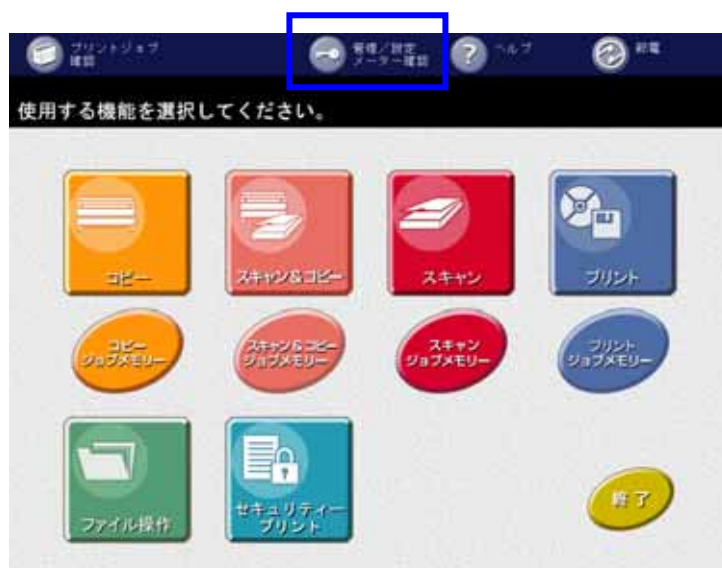 プリントジョブ
確認
管理／設定
メーター確認
ヘルプ
節電
使用する機能を選択してください。
コピー
スキャン&コピー
スキャン
プリント
コピー
ジョブメモリー
スキャン&コピー
ジョブメモリー
スキャン
ジョブメモリー
プリント
ジョブメモリー
ファイル操作
セキュリティー
プリント
終了